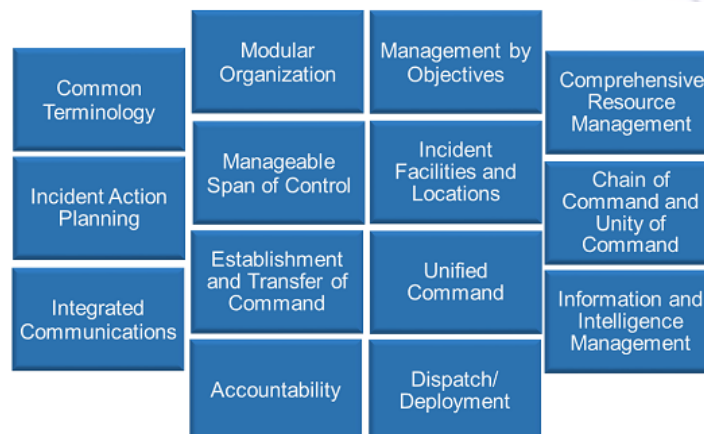 Common
Terminology
Incident Action
Planning
Integrated
Communications
Modular
Organization
Manageable
Span of Control
Establishment
and Transfer of
Command
Accountability
Management by
Objectives
Incident
Facilities and
Locations
Unified
Command
Dispatch/
Deployment
Comprehensive
Resource
Management
Chain of
Command and
Unity of
Command
Information and
Intelligence
Management